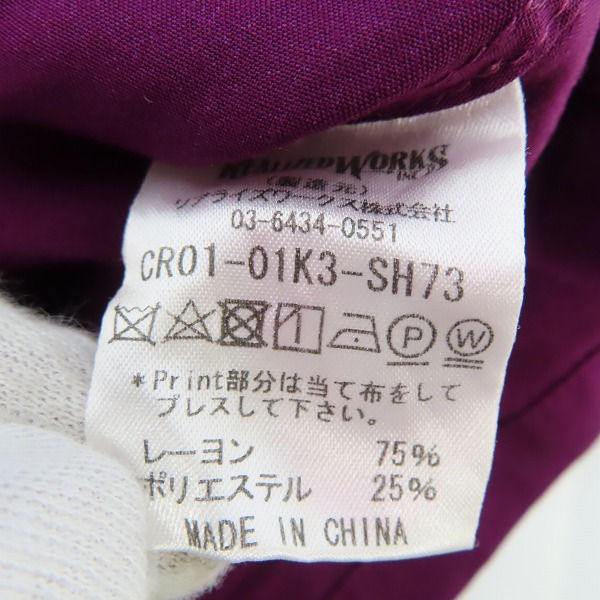 REALIZED WORKS
INC.
(製造元)
リアライズワークス株式会社
03-6434-0551
CR01-01K3-SH73
P W
*Print部分は当て布をして
プレスして下さい。
レーヨン 75%
ポリエステル 25%
MADE IN CHINA